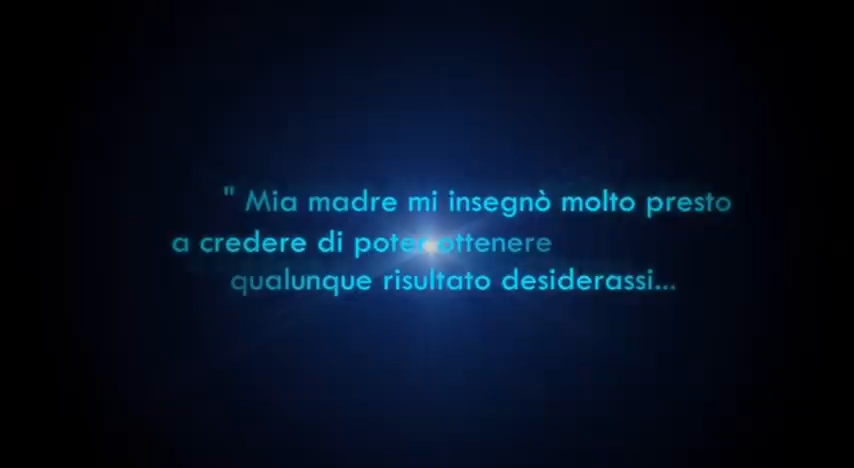 " Mia madre mi insegnò molto presto
a credere di poter ottenere
qualunque risultato desiderassi...